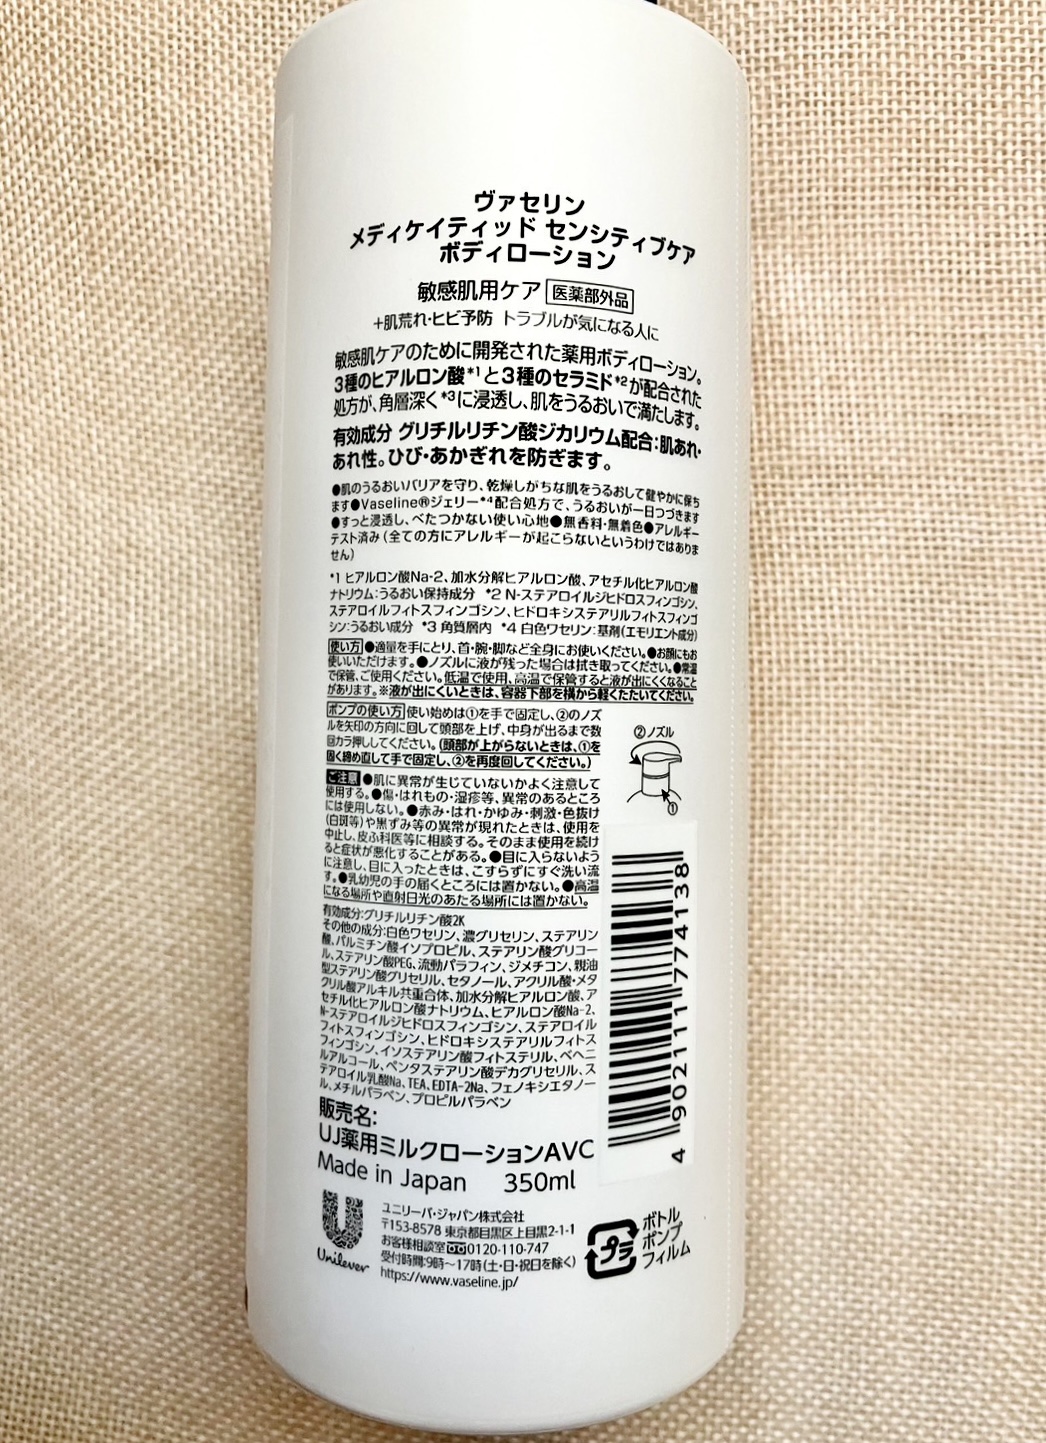 ヴァセリン
メディケイティッド センシティブケア
ボディローション
敏感肌用ケア 医薬部外品
+肌荒れ・ヒビ予防 トラブルが気になる人に
敏感肌ケアのために開発された薬用ボディローション。
3種のヒアルロン酸*1と3種のセラミド*2が配合された
処方が、角層深く*3に浸透し、肌をうるおいで満たします。
有効成分 グリチルリチン酸ジカリウム配合:肌あれ・
あれ性。ひび・あかぎれを防ぎます。
●肌のうるおいバリアを守り、乾燥しがちな肌をうるおして健やかに保ち
ます●Vaseline®ジェリー*4配合処方で、うるおいが一日つづきます
●すっと浸透し、べたつかない使い心地●無香料・無着色●アレルギー
テスト済み(全ての方にアレルギーが起こらないというわけではありま
せん)
*1 ヒアルロン酸Na-2、加水分解ヒアルロン酸、アセチル化ヒアルロン酸
ナトリウム:うるおい保持成分 *2 N-ステアロイルジヒドロスフィンゴシン、
ステアロイルフィトスフィンゴシン、ヒドロキシステアリルフィトスフィンゴ
シン:うるおい成分 *3 角質層内 *4 白色ワセリン:基剤(エモリエント成分)
使い方 ●適量を手にとり、首・腕・脚など全身にお使いください。●お顔にもお
使いいただけます。●ノズルに液が残った場合は拭き取ってください。●常温
で保管、ご使用ください。低温で使用、高温で保管すると液が出にくくなること
があります。※液が出にくいときは、容器下部を横から軽くたたいてください。
ポンプの使い方 使い始めは①を手で固定し、②のノズ
ルを矢印の方向に回して頭部を上げ、中身が出るまで数
回カラ押ししてください。(頭部が上がらないときは、①を
固く締め直して手で固定し、②を再度回してください。)
②ノズル
①
ご注意 ●肌に異常が生じていないかよく注意して
使用する。●傷・はれもの・湿疹等、異常のあるところ
には使用しない。●赤み・はれ・かゆみ・刺激・色抜け
(白斑等)や黒ずみ等の異常が現れたときは、使用を
中止し、皮ふ科医等に相談する。そのまま使用を続け
ると症状が悪化することがある。●目に入らないよう
に注意し、目に入ったときは、こすらずにすぐ洗い流
す。●乳幼児の手の届くところには置かない。●高温
になる場所や直射日光のあたる場所には置かない。
有効成分:グリチルリチン酸2K
その他の成分:白色ワセリン、濃グリセリン、ステアリン
酸、パルミチン酸イソプロピル、ステアリン酸グリコー
ル、ステアリン酸PEG、流動パラフィン、ジメチコン、親油
型ステアリン酸グリセリル、セタノール、アクリル酸・メタ
クリル酸アルキル共重合体、加水分解ヒアルロン酸、ア
セチル化ヒアルロン酸ナトリウム、ヒアルロン酸Na-2、
N-ステアロイルジヒドロスフィンゴシン、ステアロイル
フィトスフィンゴシン、ヒドロキシステアリルフィトス
フィンゴシン、イソステアリン酸フィトステリル、ベヘニ
ルアルコール、ペンタステアリン酸デカグリセリル、ス
テアロイル乳酸Na、TEA、EDTA-2Na、フェノキシエタノー
ル、メチルパラベン、プロピルパラベン
4 902111 774138
販売名:
UJ薬用ミルクローションAVC
Made in Japan 350ml
Unilever
ユニリーバ・ジャパン株式会社
〒153-8578 東京都目黒区上目黒2-1-1
お客様相談室 0120-110-747
受付時間:9時～17時(土・日・祝日を除く)
https://www.vaseline.jp/
プラ
ボトル
ポンプ
フィルム